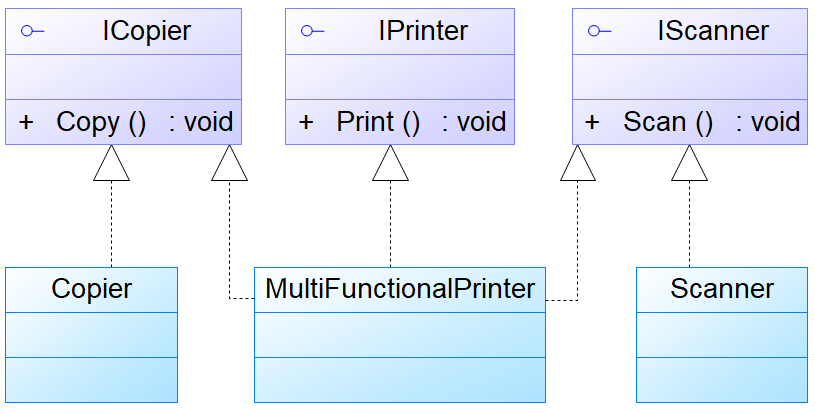 ICopier
IPrinter
IScanner
+ Copy () : void
+ Print () : void
+ Scan () : void
Copier
MultiFunctionalPrinter
Scanner